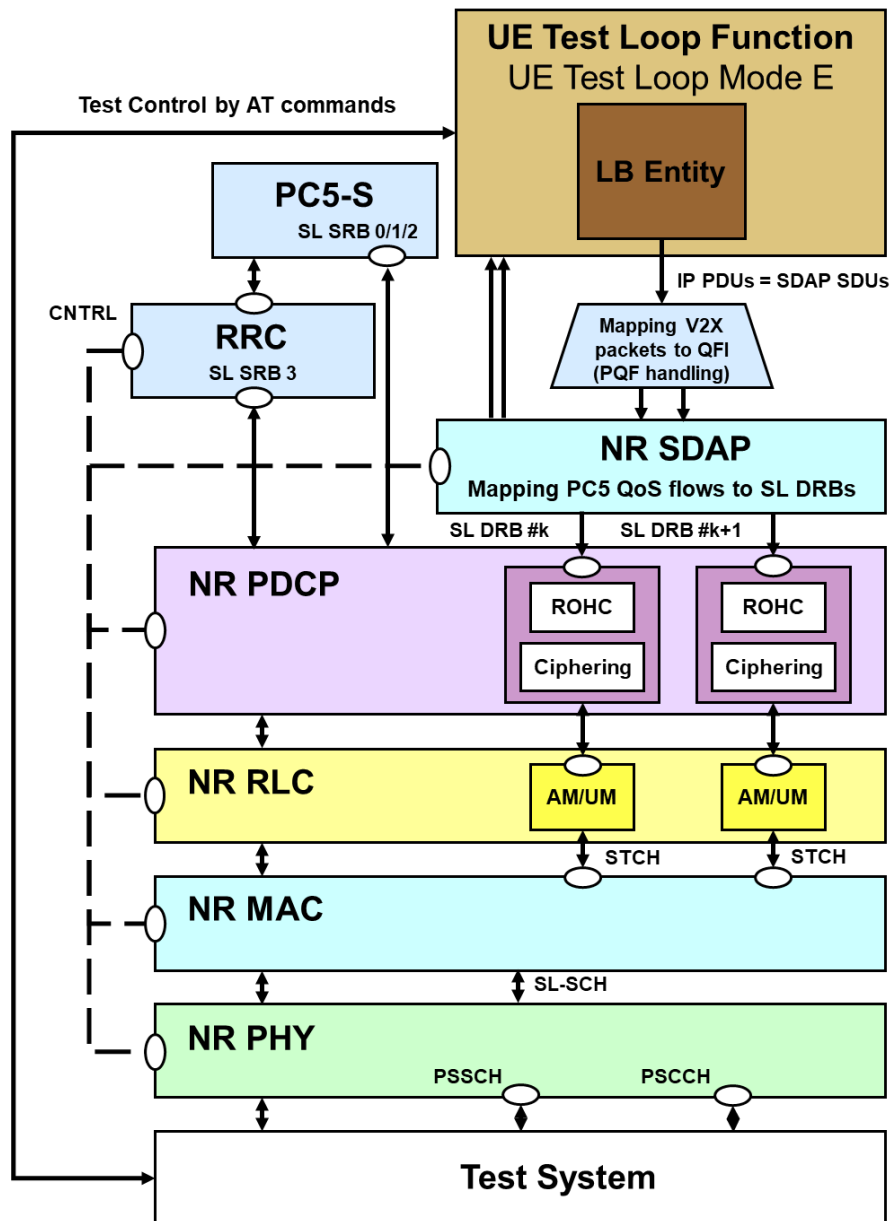 UE Test Loop Function
UE Test Loop Mode E
Test Control by AT commands
LB Entity
PC5-S
SL SRB 0/1/2
IP PDUs = SDAP SDUs
CNTRL
RRC
SL SRB 3
Mapping V2X
packets to QFI
(PQF handling)
NR SDAP
Mapping PC5 QoS flows to SL DRBs
SL DRB #k
SL DRB #k+1
NR PDCP
ROHC
ROHC
Ciphering
Ciphering
NR RLC
AM/UM
AM/UM
STCH
STCH
NR MAC
SL-SCH
NR PHY
PSSCH
PSCCH
Test System